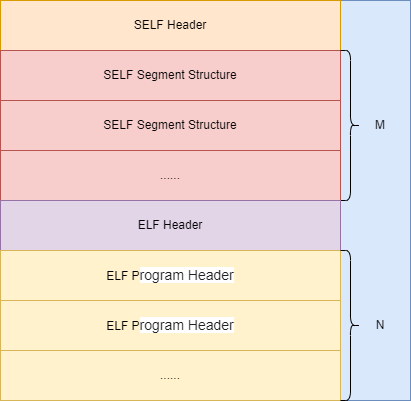 SELF Header
SELF Segment Structure
SELF Segment Structure
M
......
ELF Header
ELF Program Header
ELF Program Header
N
......